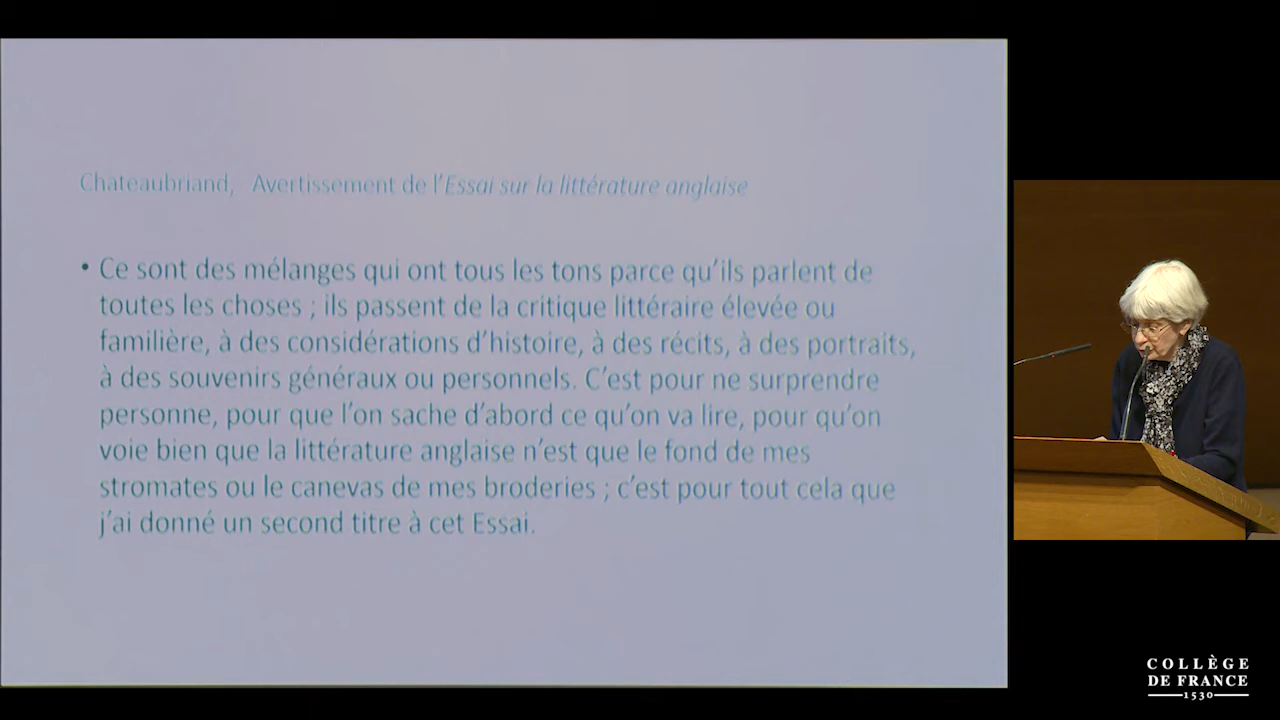 Chateaubriand, Avertissement de l'Essai sur la littérature anglaise
• Ce sont des mélanges qui ont tous les tons parce qu'ils parlent de
toutes les choses ; ils passent de la critique littéraire élevée ou
familière, à des considérations d'histoire, à des récits, à des portraits,
à des souvenirs généraux ou personnels. C'est pour ne surprendre
personne, pour que l'on sache d'abord ce qu'on va lire, pour qu'on
voie bien que la littérature anglaise n'est que le fond de mes
stromates ou le canevas de mes broderies ; c'est pour tout cela que
j'ai donné un second titre à cet Essai.
COLLÈGE
DE FRANCE
1530